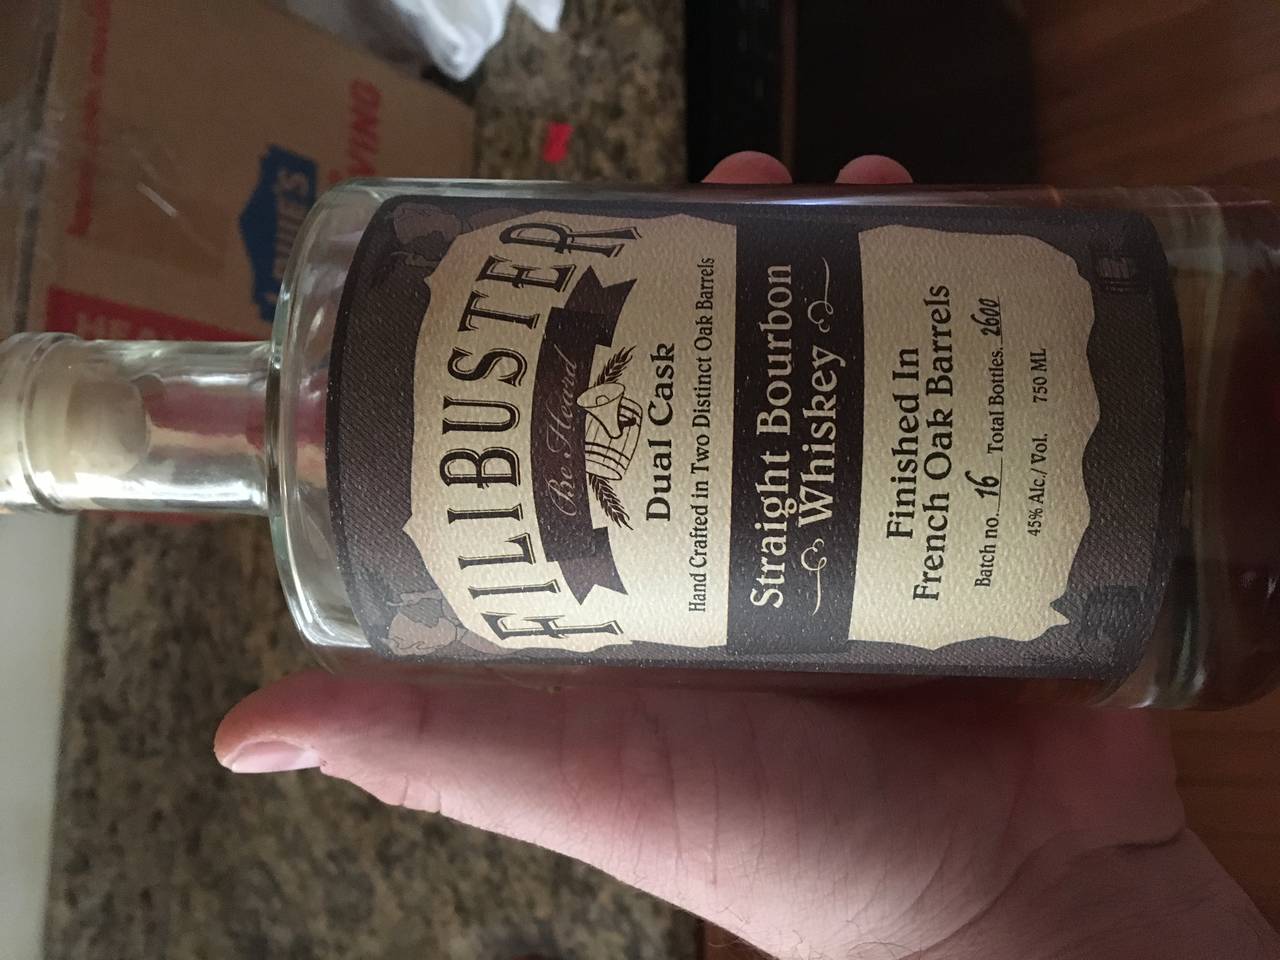 FILIBUSTER
Be Heard
Dual Cask
Hand Crafted in Two Distinct Oak Barrels
Straight Bourbon
Whiskey
Finished In
French Oak Barrels
Batch no. 16 Total Bottles. 2600
45% Alc./ Vol. 750 ML